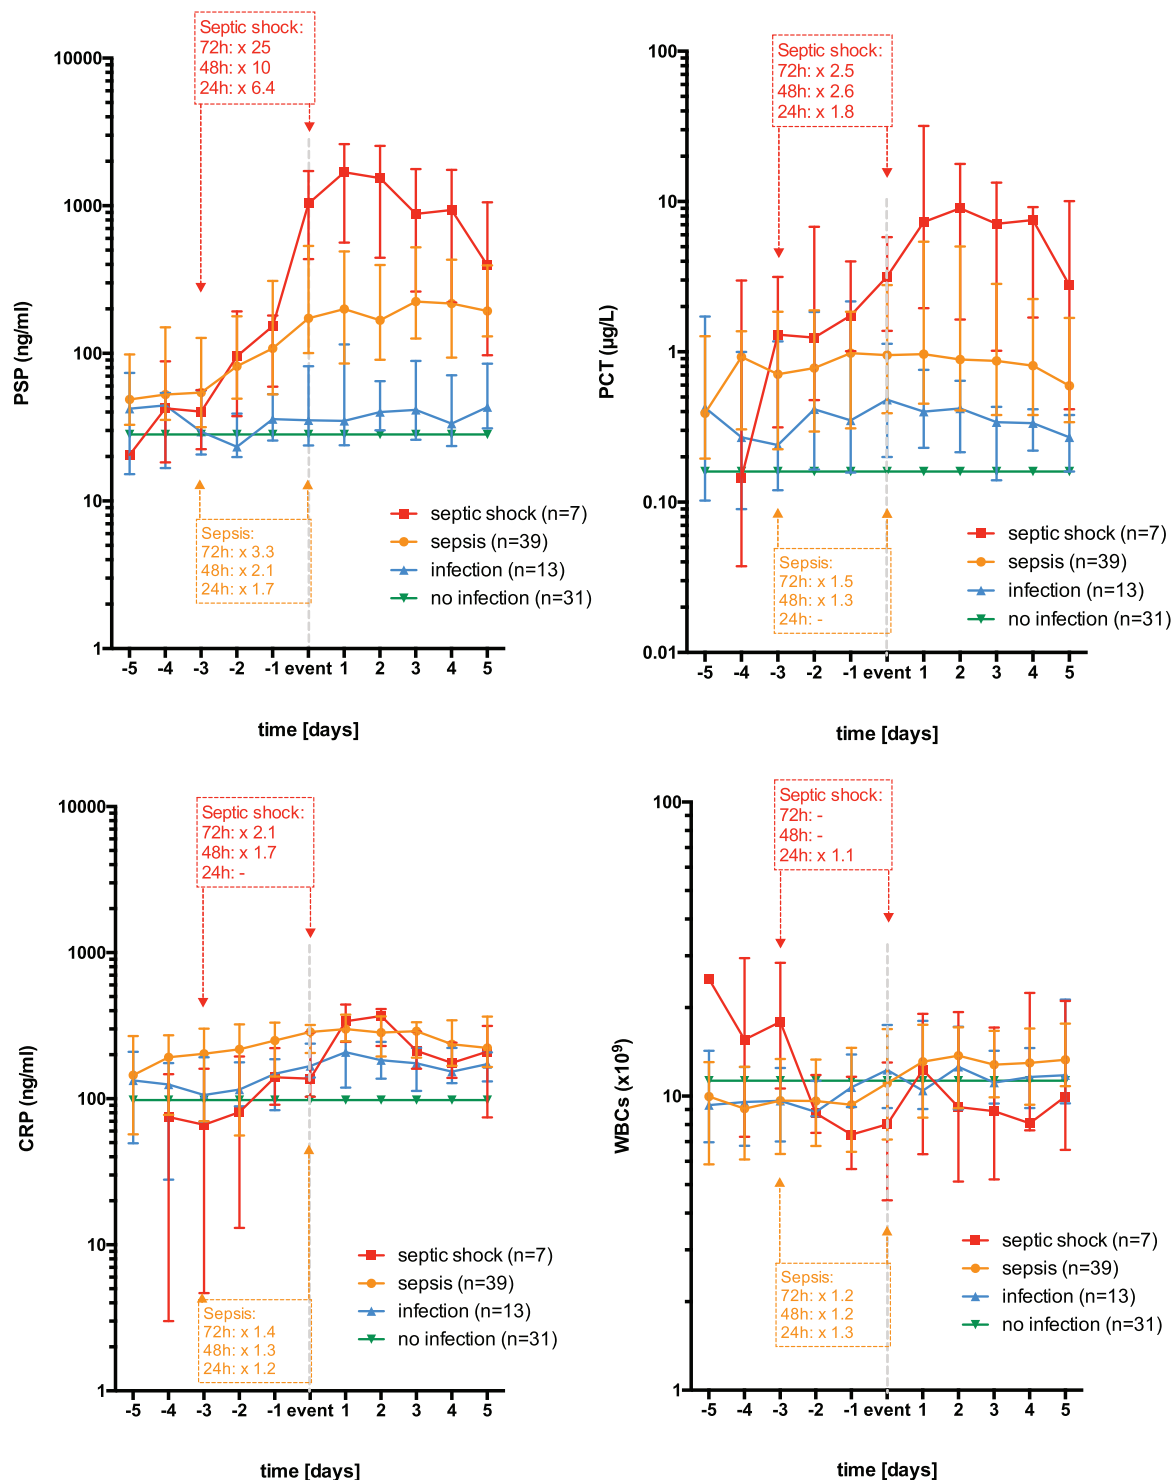 Septic shock:
72h: x 25
48h: x 10
24h: x 6.4
10000
1000
100
10
1
PSP (ng/ml)
Sepsis:
72h: x 3.3
48h: x 2.1
24h: x 1.7
septic shock (n=7)
sepsis (n=39)
infection (n=13)
no infection (n=31)
-5 -4 -3 -2 -1 event 1 2 3 4 5
time [days]
Septic shock:
72h: x 2.5
48h: x 2.6
24h: x 1.8
100
10
1
0.10
0.01
PCT (µg/L)
Sepsis:
72h: x 1.5
48h: x 1.3
24h: -
septic shock (n=7)
sepsis (n=39)
infection (n=13)
no infection (n=31)
-5 -4 -3 -2 -1 event 1 2 3 4 5
time [days]
Septic shock:
72h: x 2.1
48h: x 1.7
24h: -
10000
1000
100
10
1
CRP (ng/ml)
Sepsis:
72h: x 1.4
48h: x 1.3
24h: x 1.2
septic shock (n=7)
sepsis (n=39)
infection (n=13)
no infection (n=31)
-5 -4 -3 -2 -1 event 1 2 3 4 5
time [days]
Septic shock:
72h: -
48h: -
24h: x 1.1
100
10
1
WBCs (x10⁹)
Sepsis:
72h: x 1.2
48h: x 1.2
24h: x 1.3
septic shock (n=7)
sepsis (n=39)
infection (n=13)
no infection (n=31)
-5 -4 -3 -2 -1 event 1 2 3 4 5
time [days]